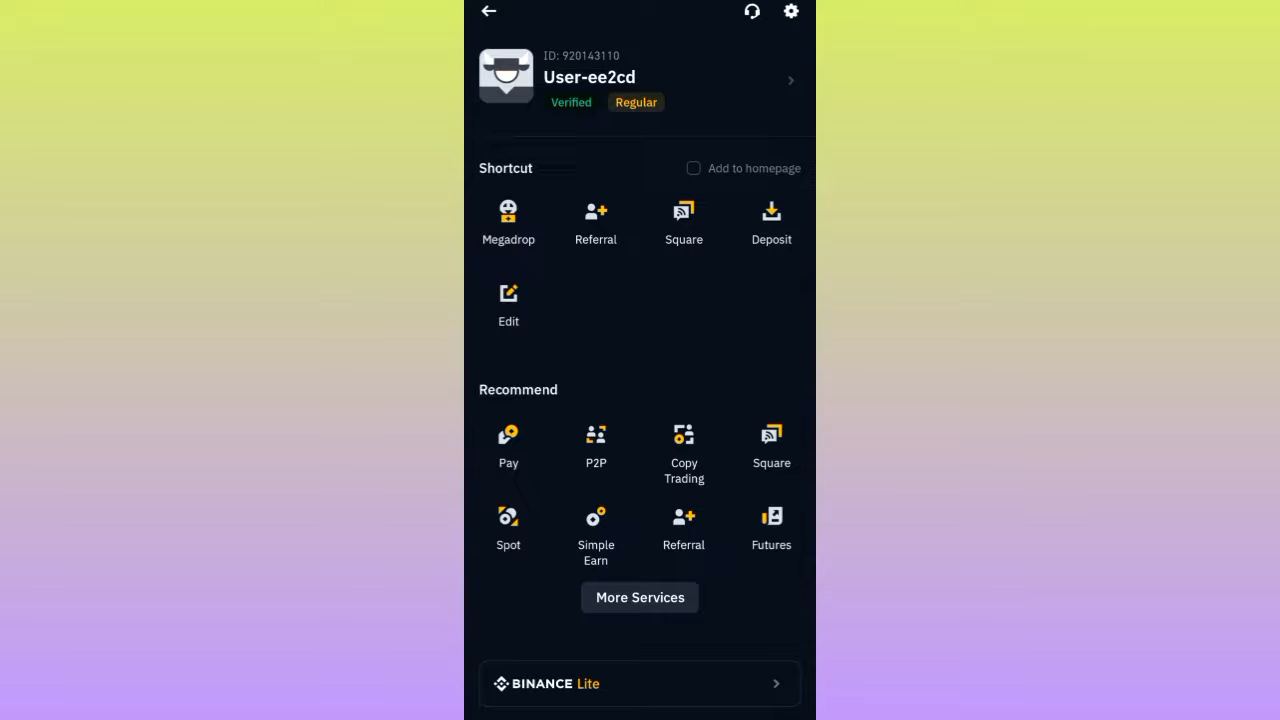 ID: 920143110
User-ee2cd
Verified Regular
Shortcut Add to homepage
Megadrop Referral Square Deposit
Edit
Recommend
Pay P2P Copy Trading Square
Spot Simple Earn Referral Futures
More Services
BINANCE Lite